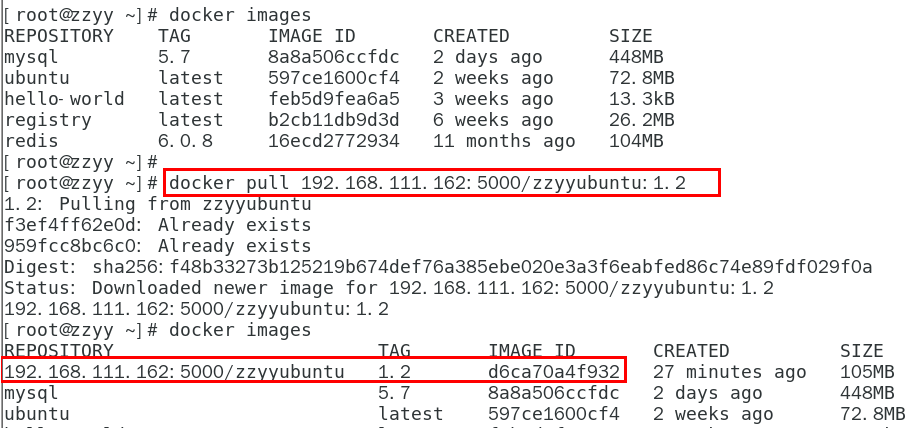 [root@zzyy ~]# docker images
REPOSITORY TAG IMAGE ID CREATED SIZE
mysql 5.7 8a8a506ccfdc 2 days ago 448MB
ubuntu latest 597ce1600cf4 2 weeks ago 72.8MB
hello-world latest feb5d9fea6a5 3 weeks ago 13.3kB
registry latest b2cb11db9d3d 6 weeks ago 26.2MB
redis 6.0.8 16ecd2772934 11 months ago 104MB
[root@zzyy ~]#
[root@zzyy ~]# docker pull 192.168.111.162:5000/zzyyubuntu:1.2
1.2: Pulling from zzyyubuntu
f3ef4ff62e0d: Already exists
959fcc8bc6c0: Already exists
Digest: sha256:f48b33273b125219b674def76a385ebe020e3a3f6eabfed86c74e89fdf029f0a
Status: Downloaded newer image for 192.168.111.162:5000/zzyyubuntu:1.2
192.168.111.162:5000/zzyyubuntu:1.2
[root@zzyy ~]# docker images
REPOSITORY TAG IMAGE ID CREATED SIZE
192.168.111.162:5000/zzyyubuntu 1.2 d6ca70a4f932 27 minutes ago 105MB
mysql 5.7 8a8a506ccfdc 2 days ago 448MB
ubuntu latest 597ce1600cf4 2 weeks ago 72.8MB